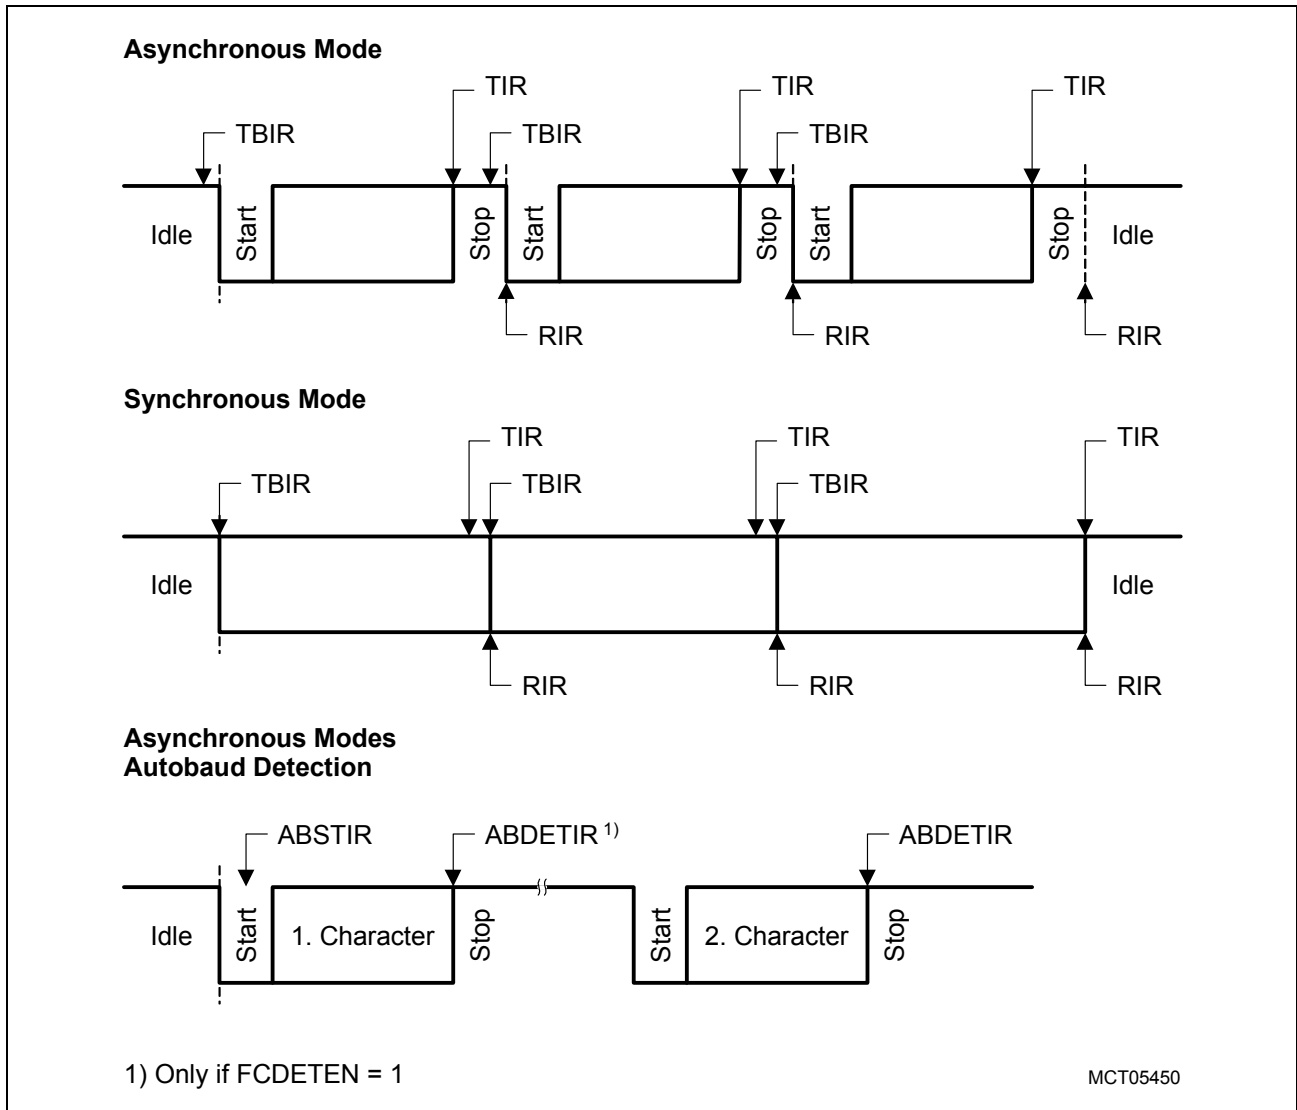 Asynchronous Mode
TIR
TIR
TIR
TBIR
TBIR
TBIR
Idle
Start
Stop
Start
Stop
Start
Stop
Idle
RIR
RIR
RIR
Synchronous Mode
TIR
TIR
TIR
TBIR
TBIR
TBIR
Idle
Idle
RIR
RIR
RIR
Asynchronous Modes
Autobaud Detection
ABSTIR
ABDETIR 1)
ABDETIR
Idle
Start
1. Character
Stop
Start
2. Character
Stop
1) Only if FCDETEN = 1
MCT05450